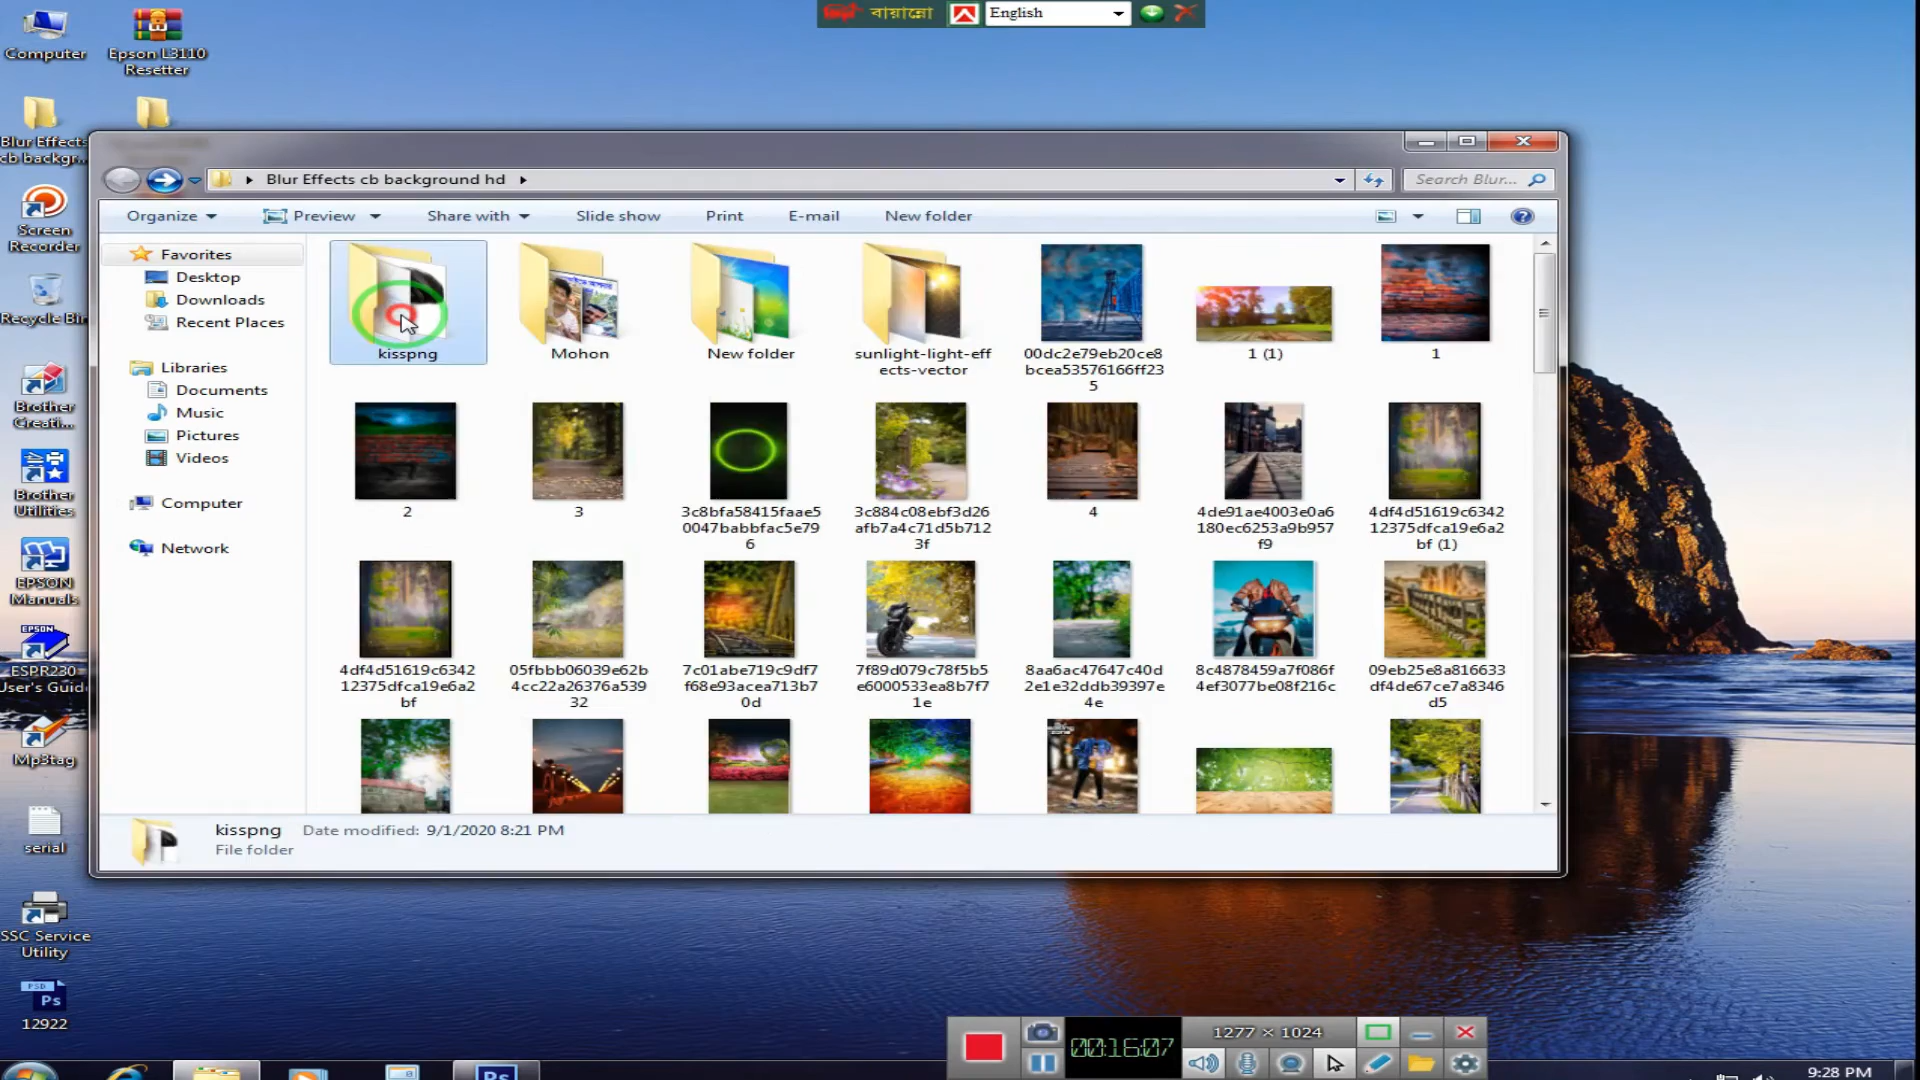 বায়ান্নো English
Computer
Epson L3110
Resetter
Blur Effects
cb backgr...
Screen
Recorder
Recycle Bin
Brother
Creati...
Brother
Utilities
EPSON
Manuals
EPSON
ESPR230
User's Guide
Mp3tag
serial
SSC Service
Utility
PSD
Ps
12922
Blur Effects cb background hd
Search Blur...
Organize Preview Share with Slide show Print E-mail New folder
Favorites
Desktop
Downloads
Recent Places
Libraries
Documents
Music
Pictures
Videos
Computer
Network
kisspng
Mohon
New folder
sunlight-light-eff
ects-vector
00dc2e79eb20ce8
bcea53576166ff23
5
1 (1)
1
2
3
3c8bfa58415faae5
0047babbfac5e79
6
3c884c08ebf3d26
afb7a4c71d5b712
3f
4
4de91ae4003e0a6
180ec6253a9b957
f9
4df4d51619c6342
12375dfca19e6a2
bf (1)
4df4d51619c6342
12375dfca19e6a2
bf
05fbbb06039e62b
4cc22a26376a539
32
7c01abe719c9df7
f68e93acea713b7
0d
7f89d079c78f5b5
e6000533ea8b7f7
1e
8aa6ac47647c40d
2e1e32ddb39397e
4e
8c4878459a7f086f
4ef3077be08f216c
09eb25e8a816633
df4de67ce7a8346
d5
kisspng Date modified: 9/1/2020 8:21 PM
File folder
00:16:07
1277 × 1024
Ps
9:28 PM